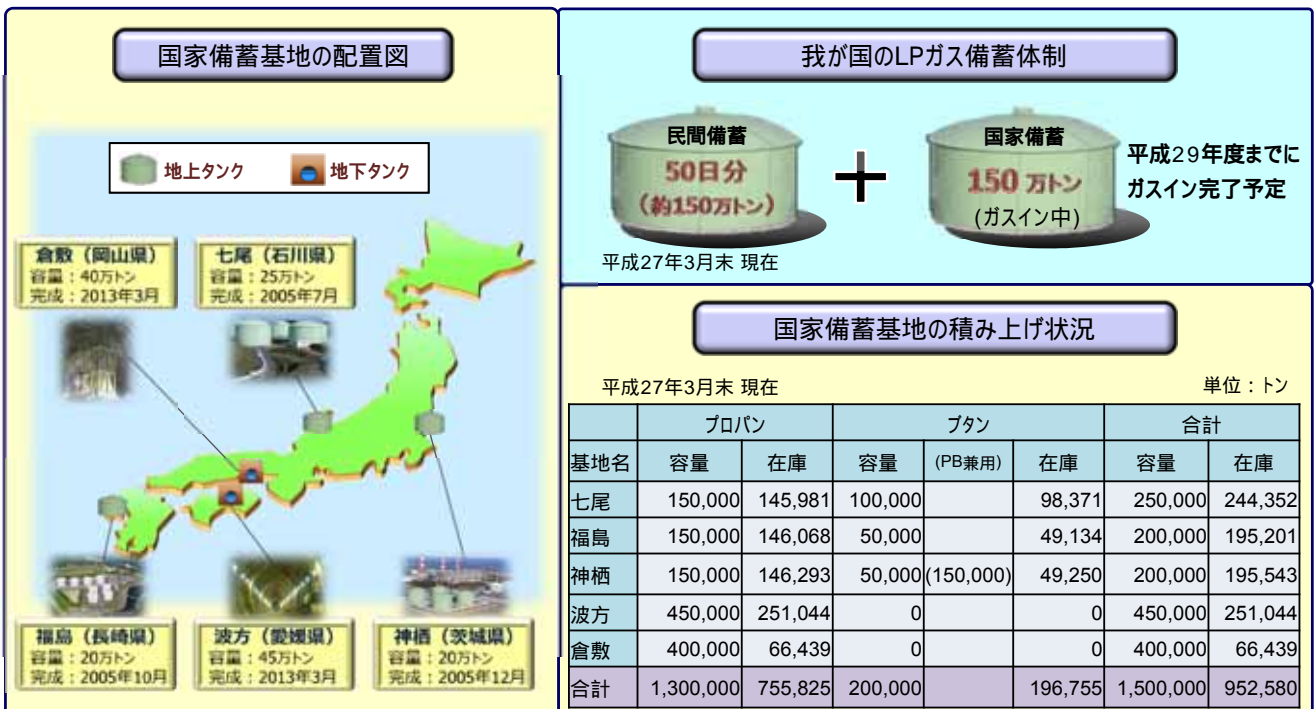 国家備蓄基地の配置図
地上タンク 地下タンク
倉敷（岡山県）
容量：40万トン
完成：2013年3月
七尾（石川県）
容量：25万トン
完成：2005年7月
福島（長崎県）
容量：20万トン
完成：2005年10月
波方（愛媛県）
容量：45万トン
完成：2013年3月
神栖（茨城県）
容量：20万トン
完成：2005年12月
我が国のLPガス備蓄体制
民間備蓄
50日分
（約150万トン）
+
国家備蓄
150 万トン
(ガスイン中)
平成29年度までに
ガスイン完了予定
平成27年3月末 現在
国家備蓄基地の積み上げ状況
平成27年3月末 現在 単位：トン
プロパン ブタン 合計
基地名 容量 在庫 容量 (PB兼用) 在庫 容量 在庫
七尾 150,000 145,981 100,000 98,371 250,000 244,352
福島 150,000 146,068 50,000 49,134 200,000 195,201
神栖 150,000 146,293 50,000 (150,000) 49,250 200,000 195,543
波方 450,000 251,044 0 0 450,000 251,044
倉敷 400,000 66,439 0 0 400,000 66,439
合計 1,300,000 755,825 200,000 196,755 1,500,000 952,580